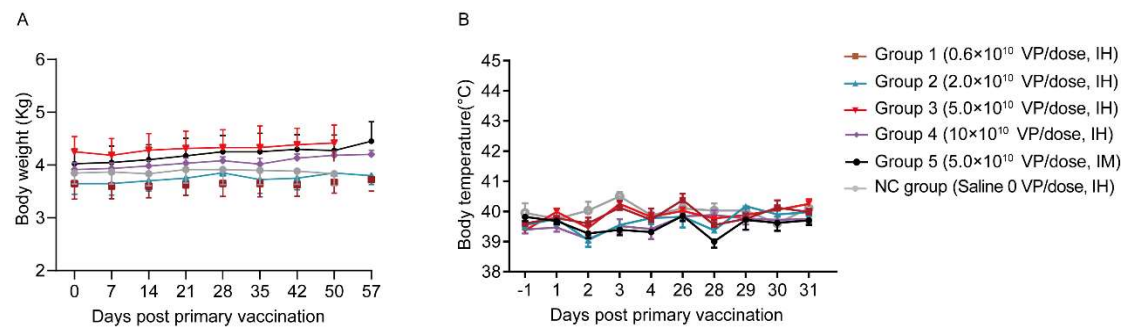 A
Body weight (Kg)
6
5
4
3
2
0 7 14 21 28 35 42 50 57
Days post primary vaccination
B
Body temperature(°C)
45
44
43
42
41
40
39
38
-1 1 2 3 4 26 28 29 30 31
Days post primary vaccination
Group 1 (0.6×10¹⁰ VP/dose, IH)
Group 2 (2.0×10¹⁰ VP/dose, IH)
Group 3 (5.0×10¹⁰ VP/dose, IH)
Group 4 (10×10¹⁰ VP/dose, IH)
Group 5 (5.0×10¹⁰ VP/dose, IM)
NC group (Saline 0 VP/dose, IH)